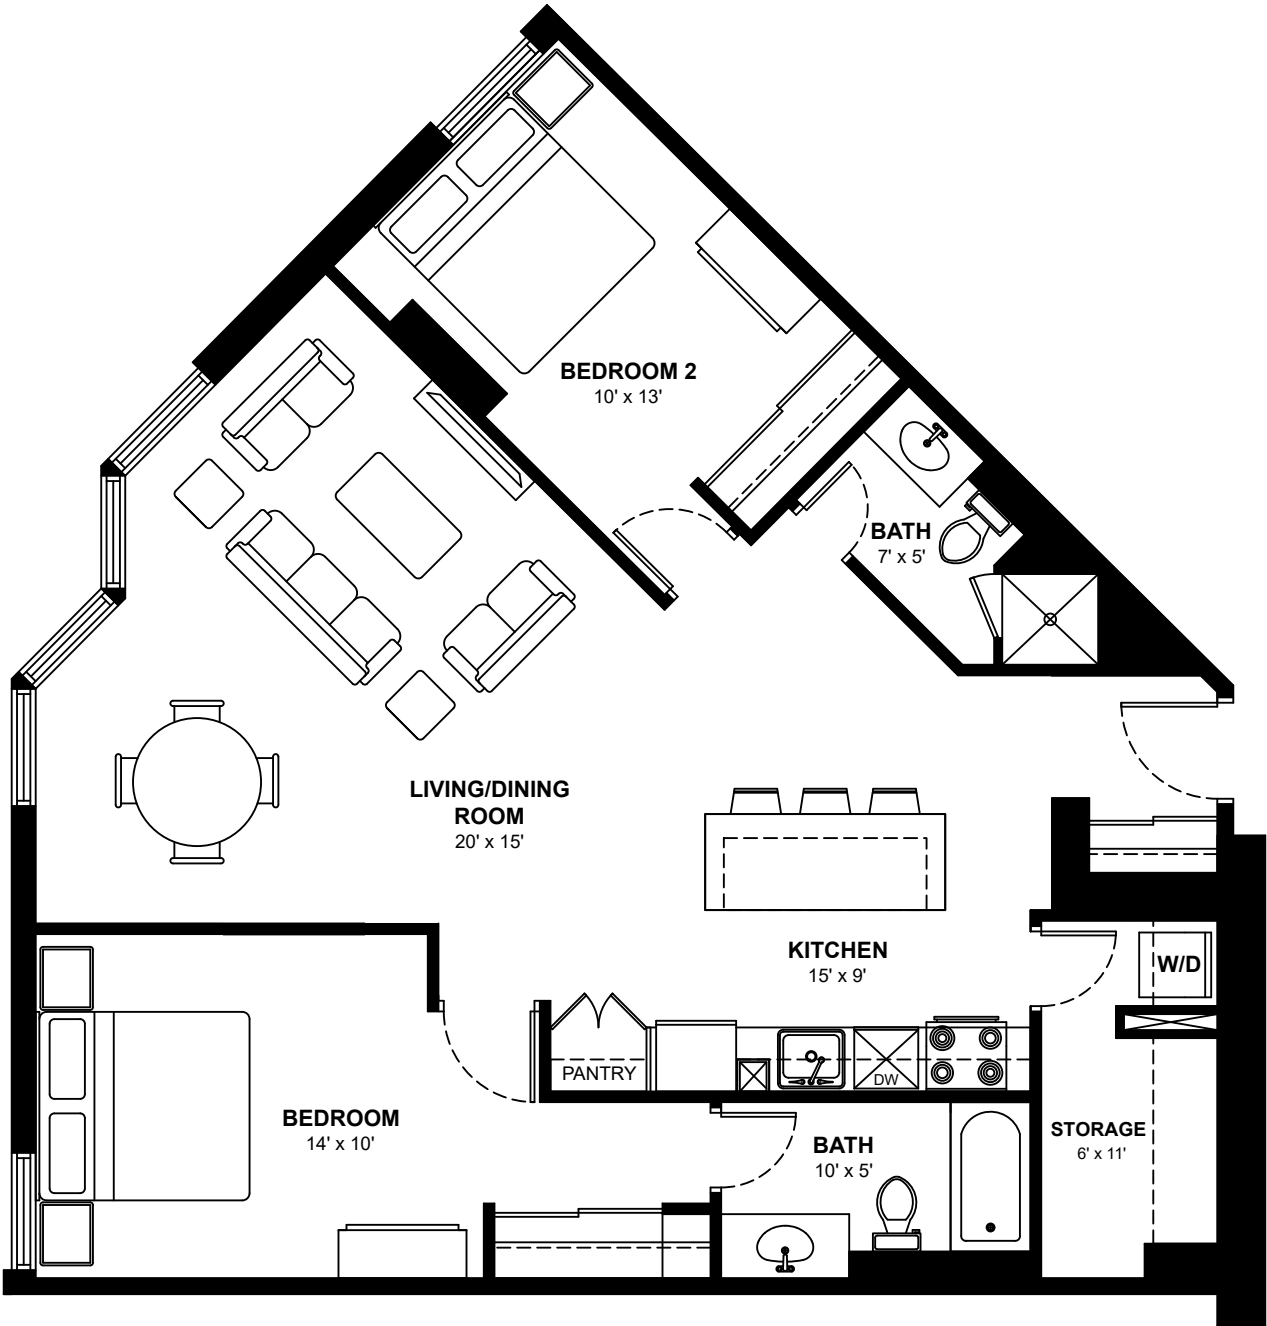 BEDROOM 2
10' x 13'
BATH
7' x 5'
LIVING/DINING
ROOM
20' x 15'
KITCHEN
15' x 9'
W/D
PANTRY
DW
BEDROOM
14' x 10'
BATH
10' x 5'
STORAGE
6' x 11'